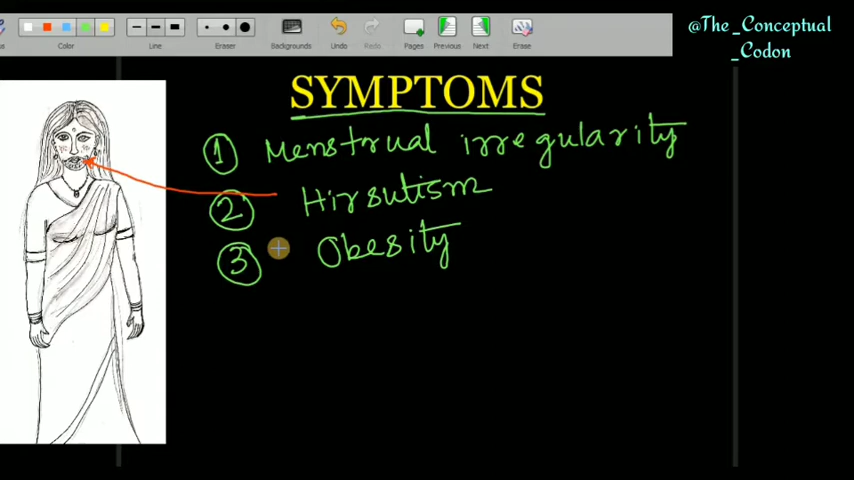 @The_Conceptual
_Codon
Color
Line
Eraser
Backgrounds
Undo
Redo
Pages
Previous
Next
Erase
SYMPTOMS
1 Menstrual irregularity
2 Hirsutism
3 Obesity